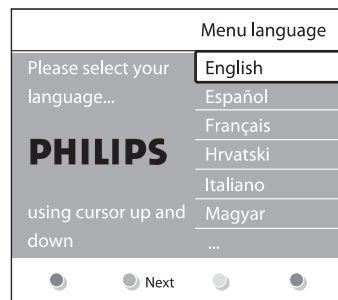 Menu language
Please select your
language...
PHILIPS
using cursor up and
down
English
Español
Français
Hrvatski
Italiano
Magyar
...
Next